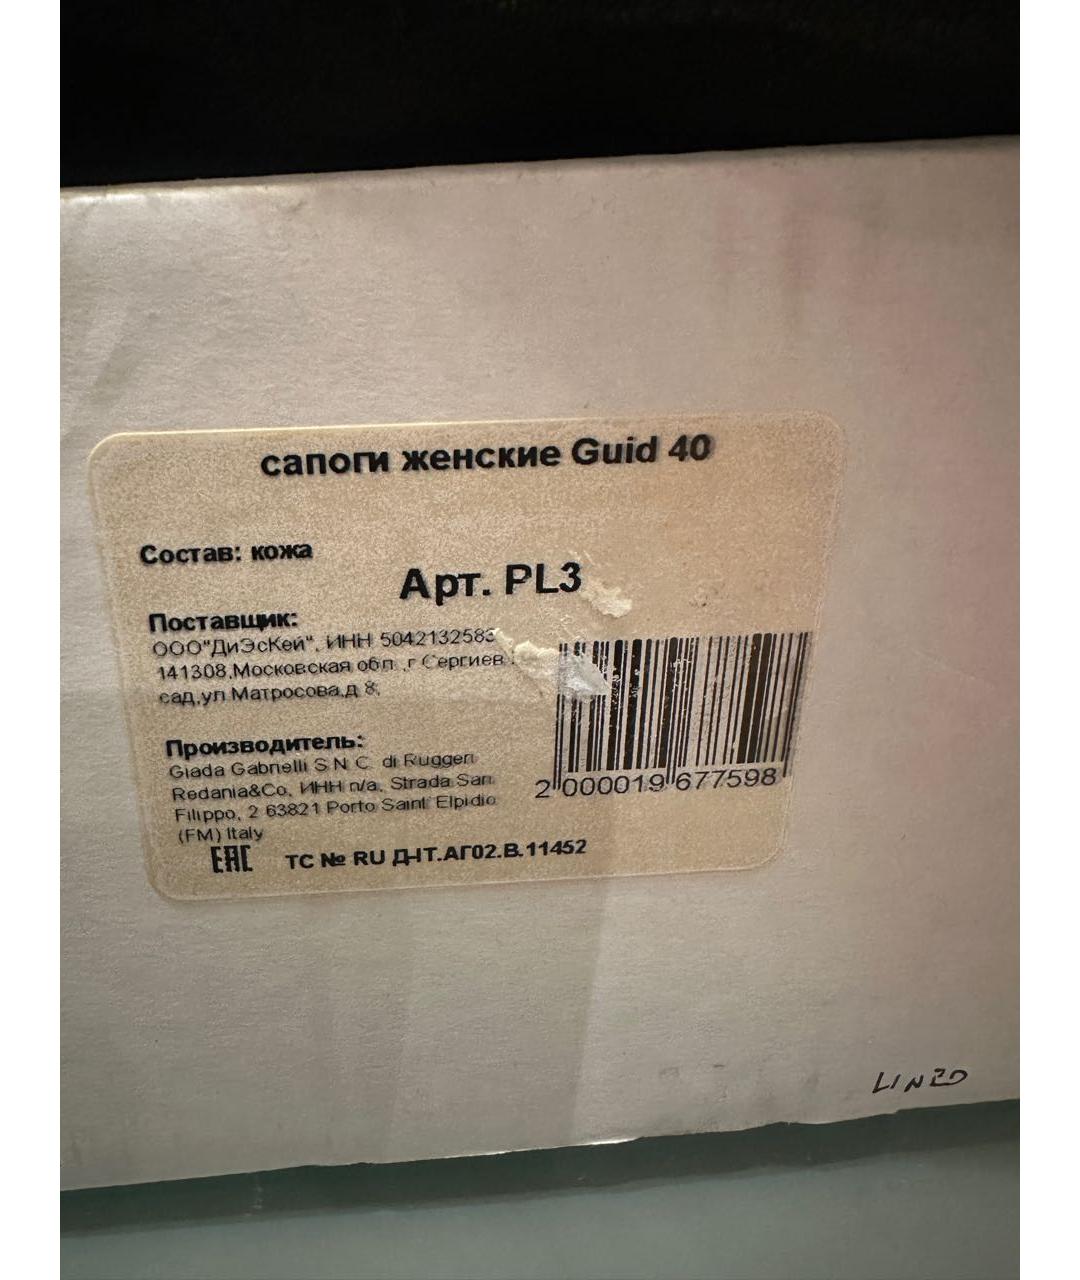 сапоги женские Guid 40
Состав: кожа
Арт. PL3
Поставщик:
ООО"ДиЭсКей", ИНН 5042132583
141308,Московская обл. ,г Сергиев
сад,ул Матросова,д 8,
Производитель:
Giada Gabrielli S N C di Ruggeri
Redania&Co, ИНН n/a, Strada San
Filippo, 2 63821 Porto Saint' Elpidio
(FM) Italy
2 000019 677598
ЕАС ТС № RU Д-IT.АГ02.В.11452
LINEO